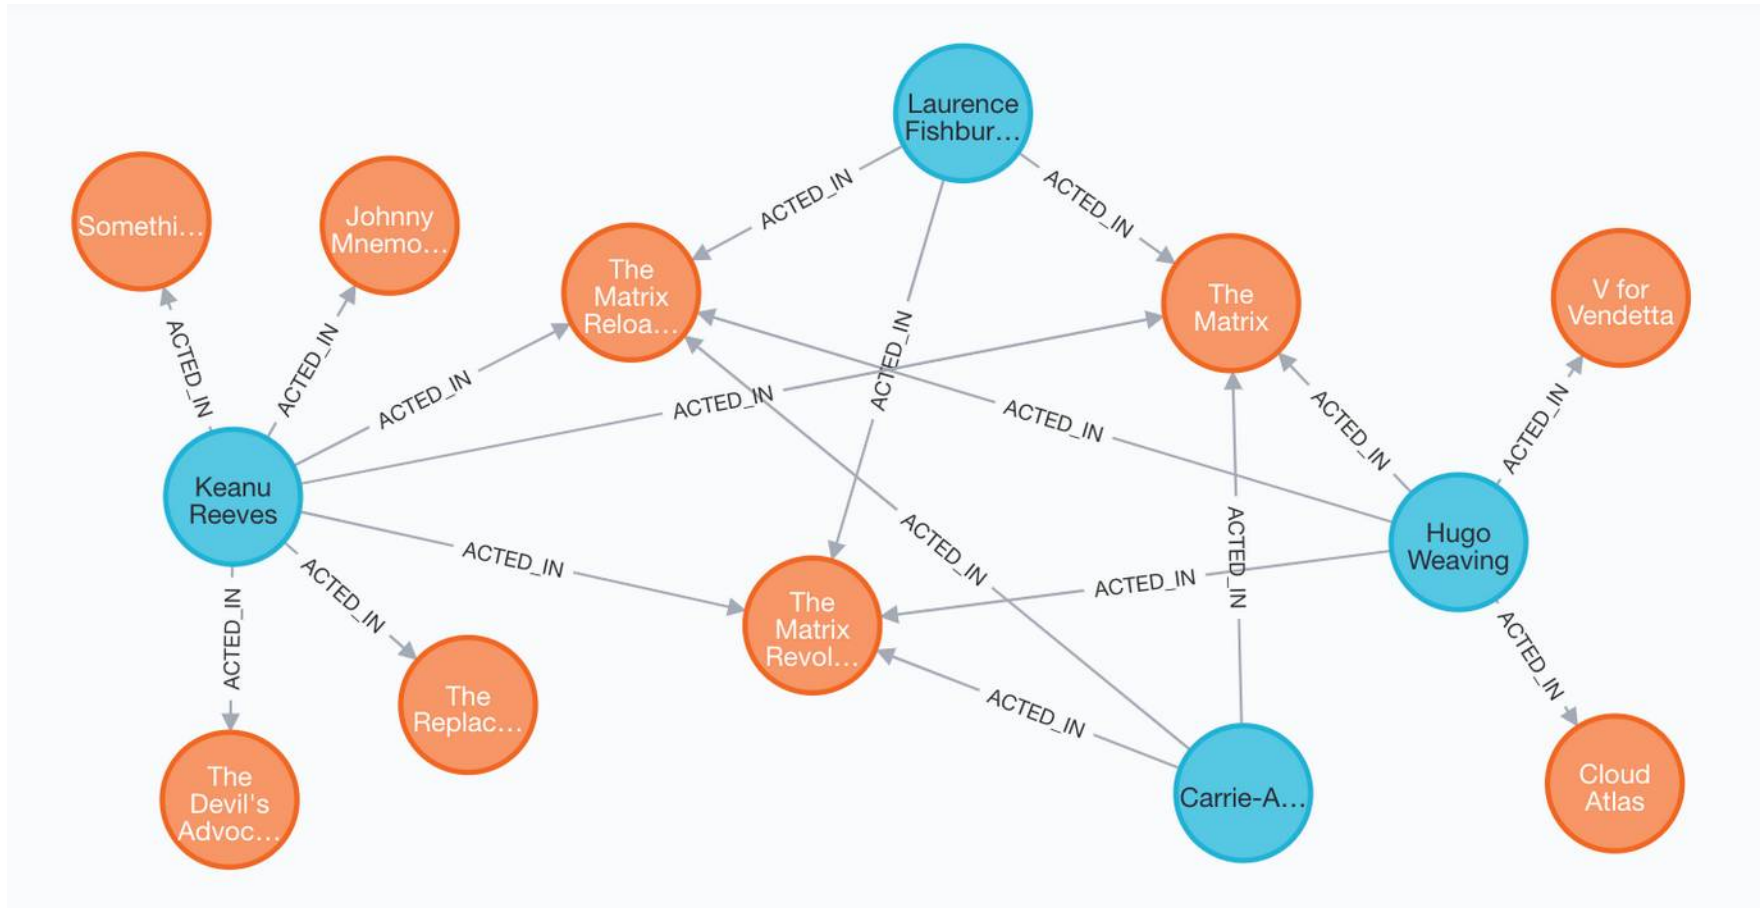 Laurence
Fishbur...
ACTED_IN
ACTED_IN
ACTED_IN
Somethi...
Johnny
Mnemo...
The
Matrix
Reloa...
The
Matrix
V for
Vendetta
ACTED_IN
ACTED_IN
ACTED_IN
ACTED_IN
ACTED_IN
ACTED_IN
ACTED_IN
Keanu
Reeves
ACTED_IN
ACTED_IN
ACTED_IN
Hugo
Weaving
ACTED_IN
ACTED_IN
ACTED_IN
ACTED_IN
The
Matrix
Revol...
ACTED_IN
ACTED_IN
The
Replac...
The
Devil's
Advoc...
Carrie-A...
Cloud
Atlas